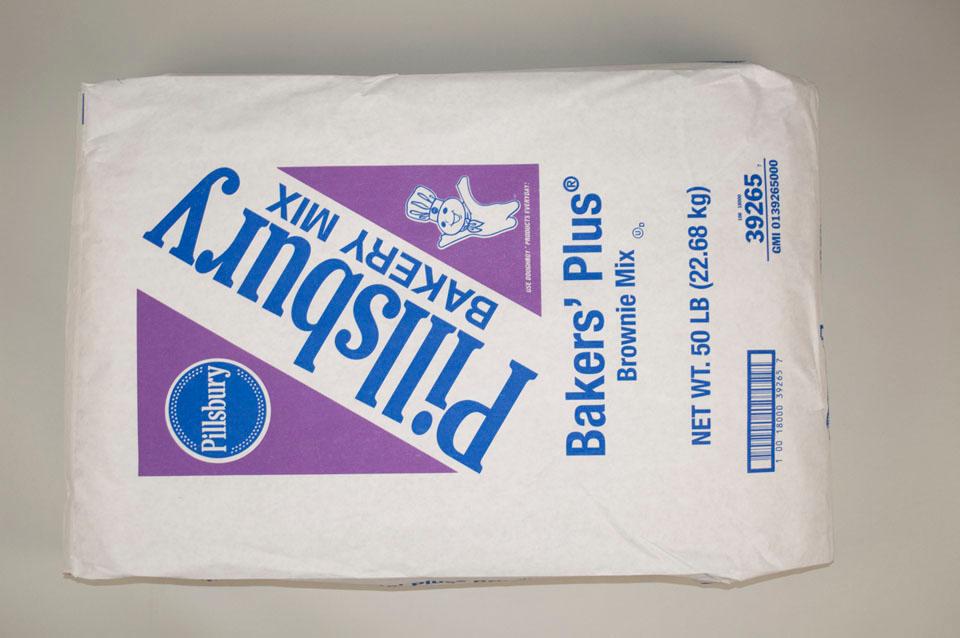 Pillsbury
BAKERY MIX
Pillsbury
USE DOUGHBOY™ PRODUCTS EVERYDAY!
Bakers' Plus®
Brownie Mix
NET WT. 50 LB (22.68 kg)
39265
GMI 0139265000
1 00 18000 39265 7